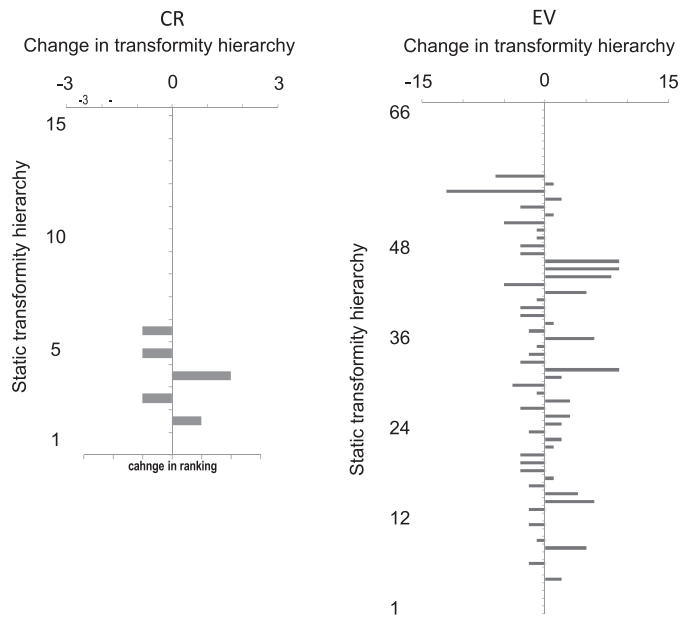 CR
Change in transformity hierarchy
-3 0 3
-3 -
15
10
5
1
Static transformity hierarchy
cahnge in ranking
EV
Change in transformity hierarchy
-15 0 15
66
48
36
24
12
1
Static transformity hierarchy